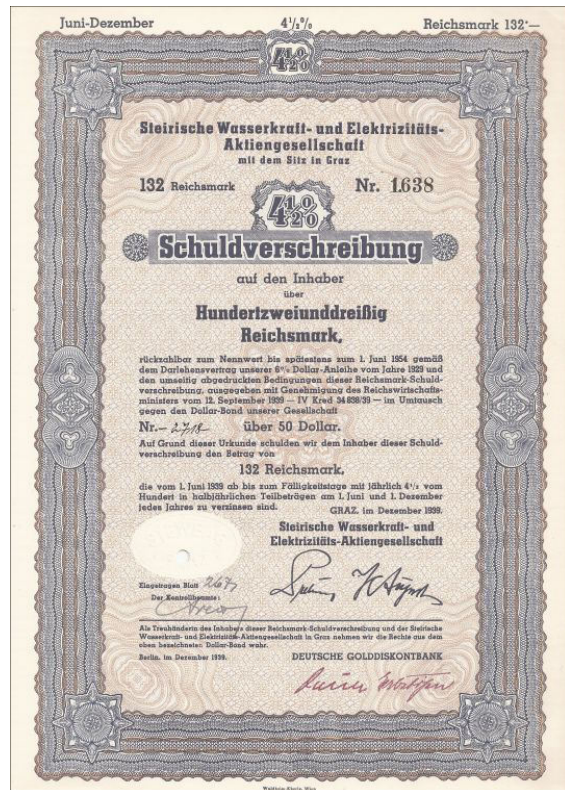 Juni-Dezember 4½% Reichsmark 132·—
4½%
Steirische Wasserkraft- und Elektrizitäts-
Aktiengesellschaft
mit dem Sitz in Graz
132 Reichsmark Nr. 1.638
4½%
Schuldverschreibung
auf den Inhaber
über
Hundertzweiunddreißig
Reichsmark,
rückzahlbar zum Nennwert bis spätestens zum 1. Juni 1954 gemäß
dem Darlehensvertrag unserer 6% Dollar-Anleihe vom Jahre 1929 und
den umseitig abgedruckten Bedingungen dieser Reichsmark-Schuld-
verschreibung, ausgegeben mit Genehmigung des Reichswirtschafts-
ministers vom 12. September 1939 — IV Kred 34838/39 — im Umtausch
gegen den Dollar-Bond unserer Gesellschaft
Nr. über 50 Dollar.
Auf Grund dieser Urkunde schulden wir dem Inhaber dieser Schuld-
verschreibung den Betrag von
132 Reichsmark,
die vom 1. Juni 1939 ab bis zum Fälligkeitstage mit jährlich 4½ vom
Hundert in halbjährlichen Teilbeträgen am 1. Juni und 1. Dezember
jedes Jahres zu verzinsen sind.
GRAZ, im Dezember 1939.
Steirische Wasserkraft- und
Elektrizitäts-Aktiengesellschaft
Eingetragen Blatt
Der Kontrollbeamte:
Als Treuhänderin des Inhabers dieser Reichsmark-Schuldverschreibung und der Steirische
Wasserkraft- und Elektrizitäts-Aktiengesellschaft in Graz nehmen wir die Rechte aus dem
oben bezeichneten Dollar-Bond wahr.
Berlin, im Dezember 1939. DEUTSCHE GOLDDISKONTBANK